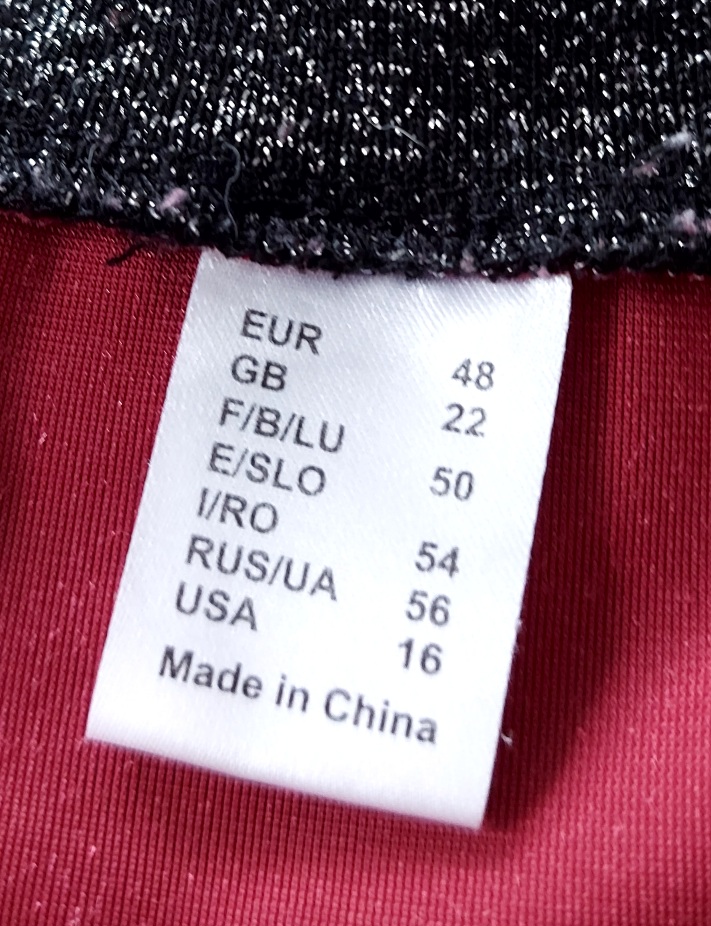 EUR 48
GB 22
F/B/LU 50
E/SLO
I/RO 54
RUS/UA 56
USA 16
Made in China